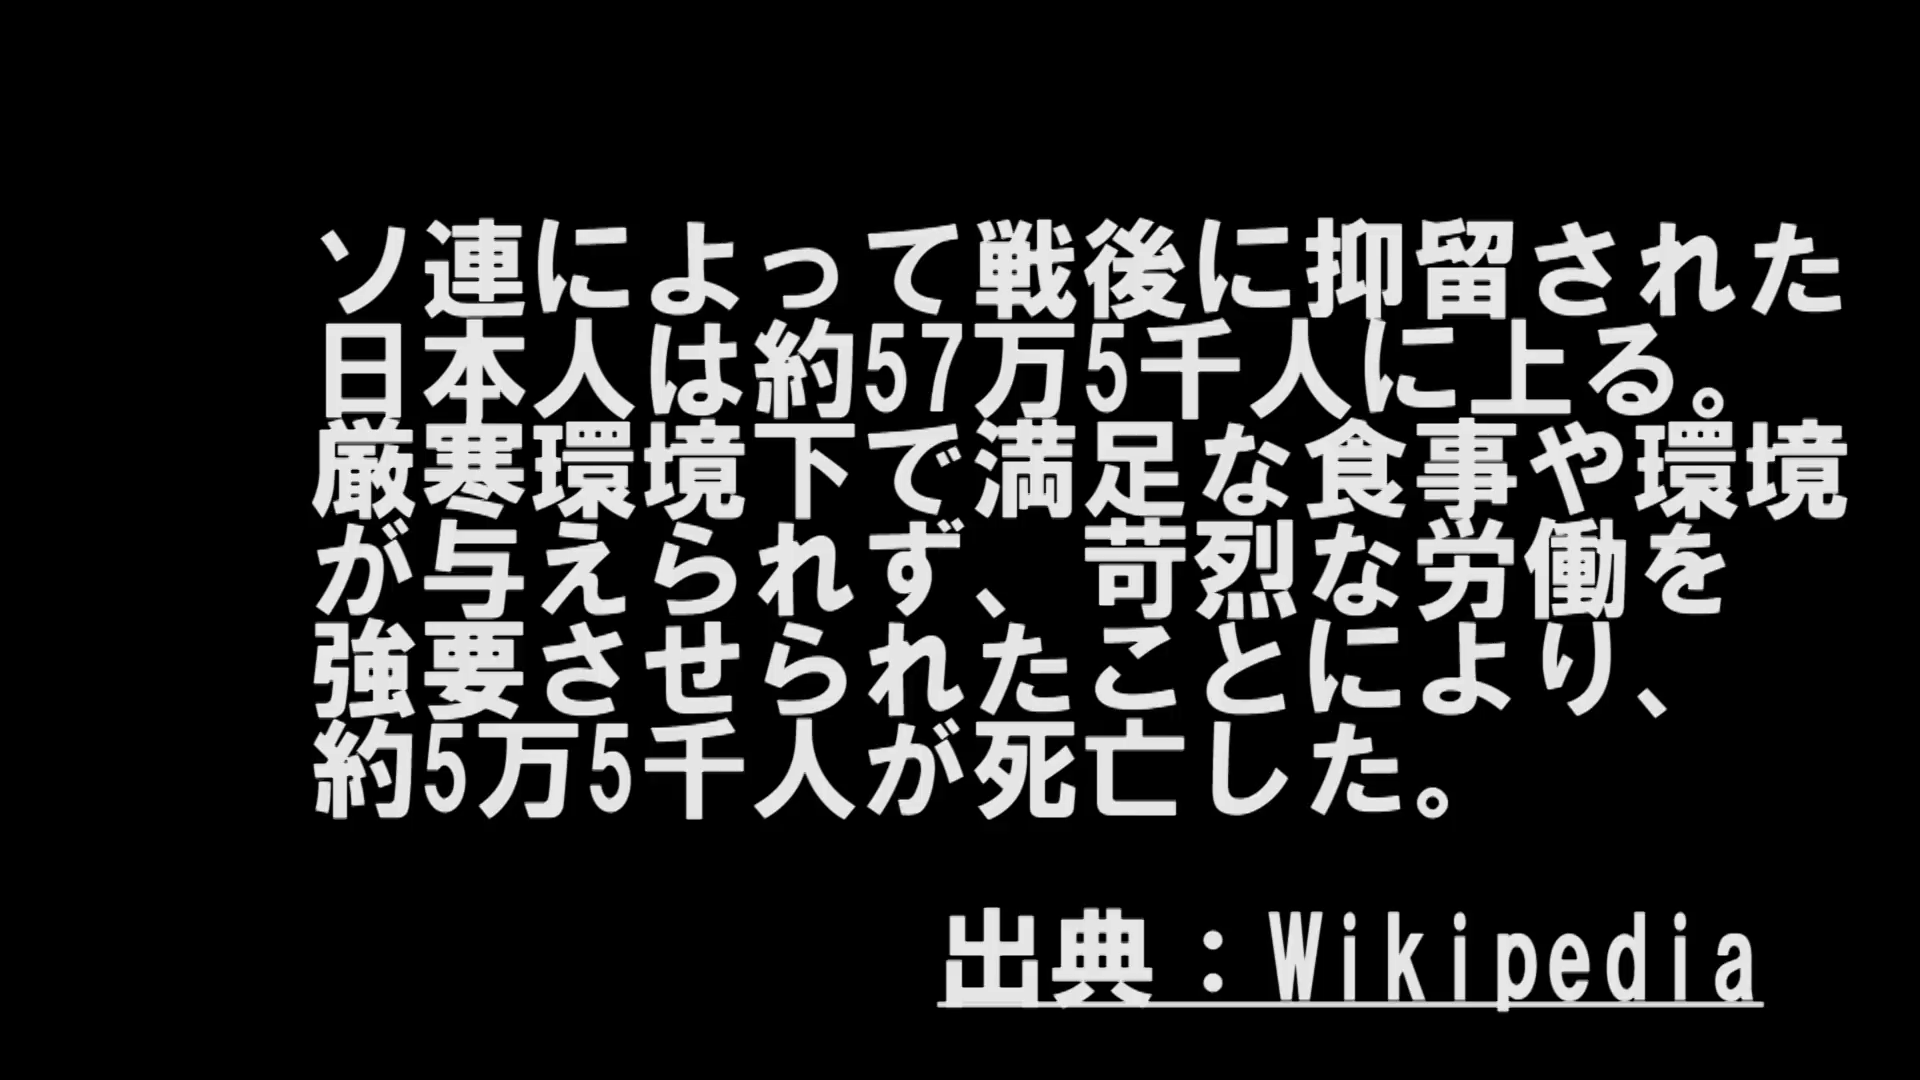 ソ連によって戦後に抑留された
日本人は約57万5千人に上る。
厳寒環境下で満足な食事や環境
が与えられず、苛烈な労働を
強要させられたことにより、
約5万5千人が死亡した。
出典：Wikipedia